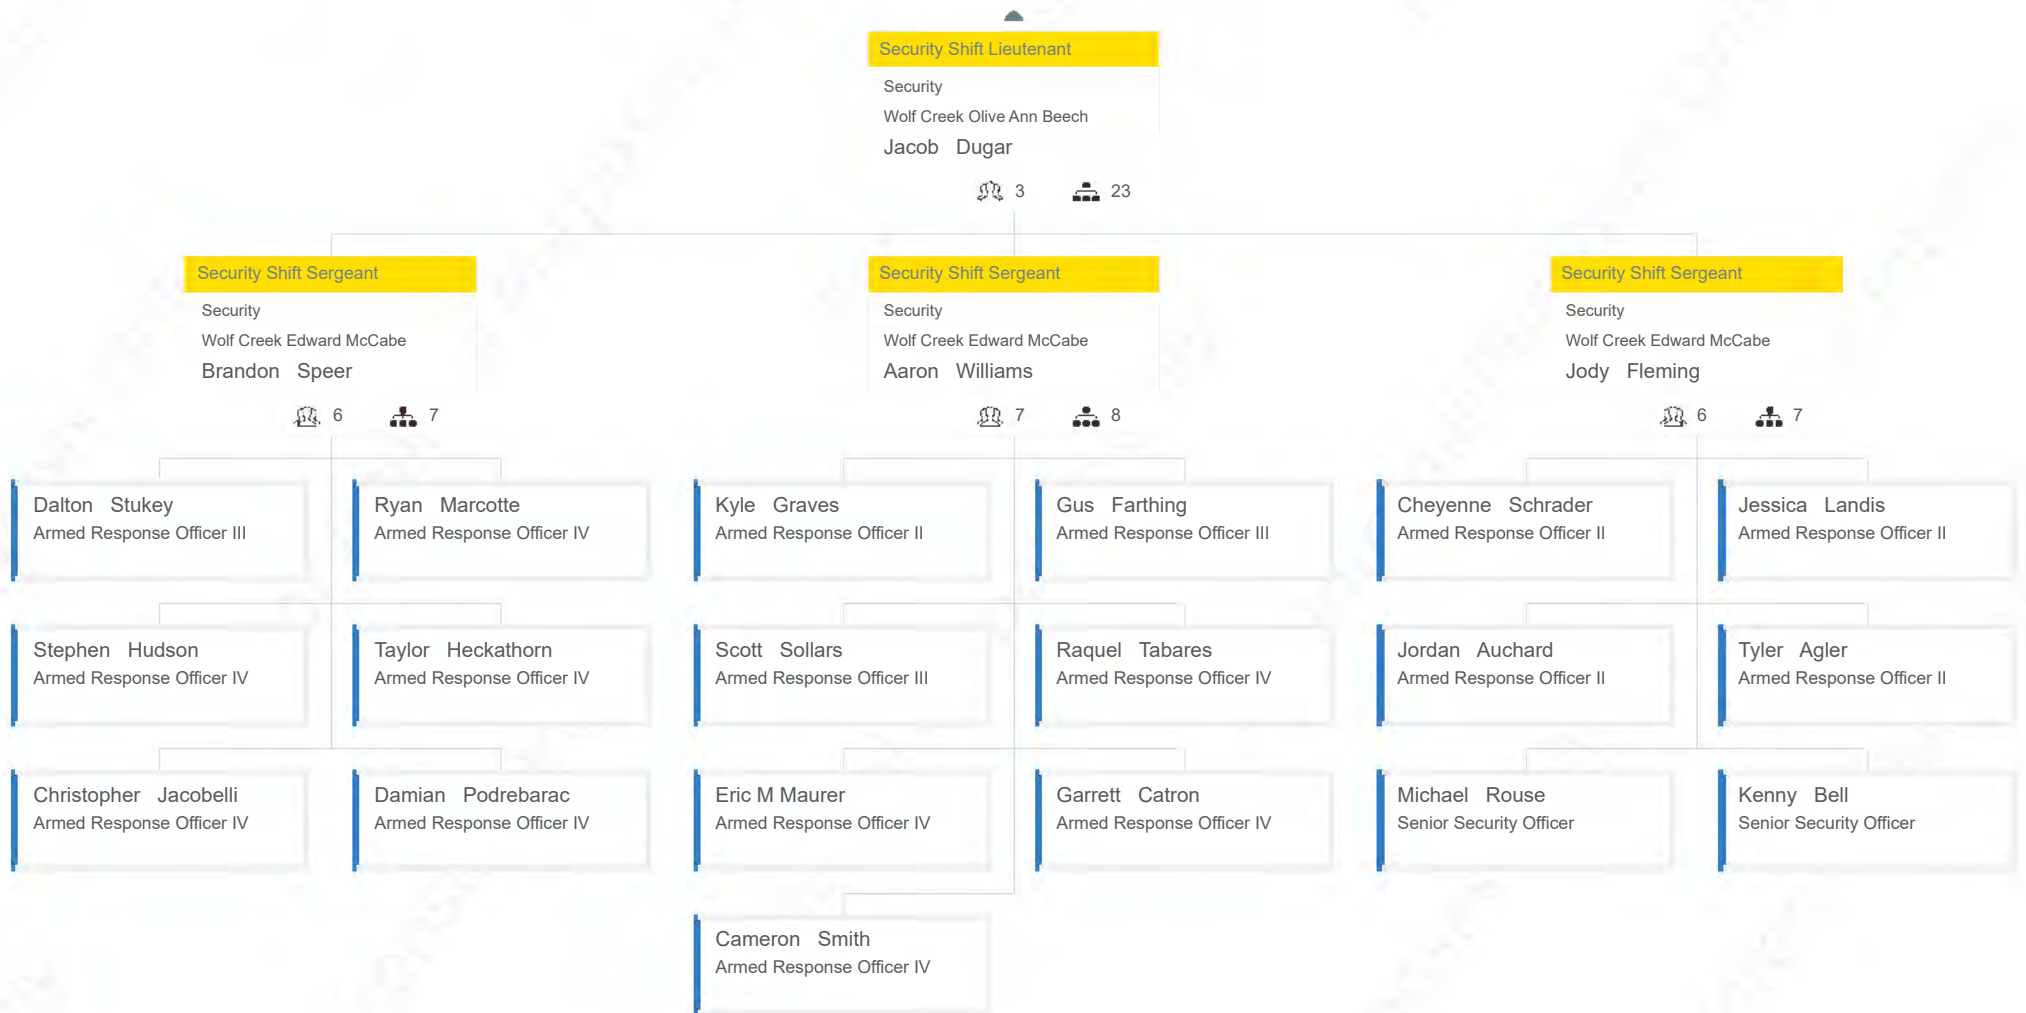 Security Shift Lieutenant
Security
Wolf Creek Olive Ann Beech
Jacob Dugar
3 23
Security Shift Sergeant
Security
Wolf Creek Edward McCabe
Brandon Speer
6 7
Security Shift Sergeant
Security
Wolf Creek Edward McCabe
Aaron Williams
7 8
Security Shift Sergeant
Security
Wolf Creek Edward McCabe
Jody Fleming
6 7
Dalton Stukey
Armed Response Officer III
Ryan Marcotte
Armed Response Officer IV
Kyle Graves
Armed Response Officer II
Gus Farthing
Armed Response Officer III
Cheyenne Schrader
Armed Response Officer II
Jessica Landis
Armed Response Officer II
Stephen Hudson
Armed Response Officer IV
Taylor Heckathorn
Armed Response Officer IV
Scott Sollars
Armed Response Officer III
Raquel Tabares
Armed Response Officer IV
Jordan Auchard
Armed Response Officer II
Tyler Agler
Armed Response Officer II
Christopher Jacobelli
Armed Response Officer IV
Damian Podrebarac
Armed Response Officer IV
Eric M Maurer
Armed Response Officer IV
Garrett Catron
Armed Response Officer IV
Michael Rouse
Senior Security Officer
Kenny Bell
Senior Security Officer
Cameron Smith
Armed Response Officer IV